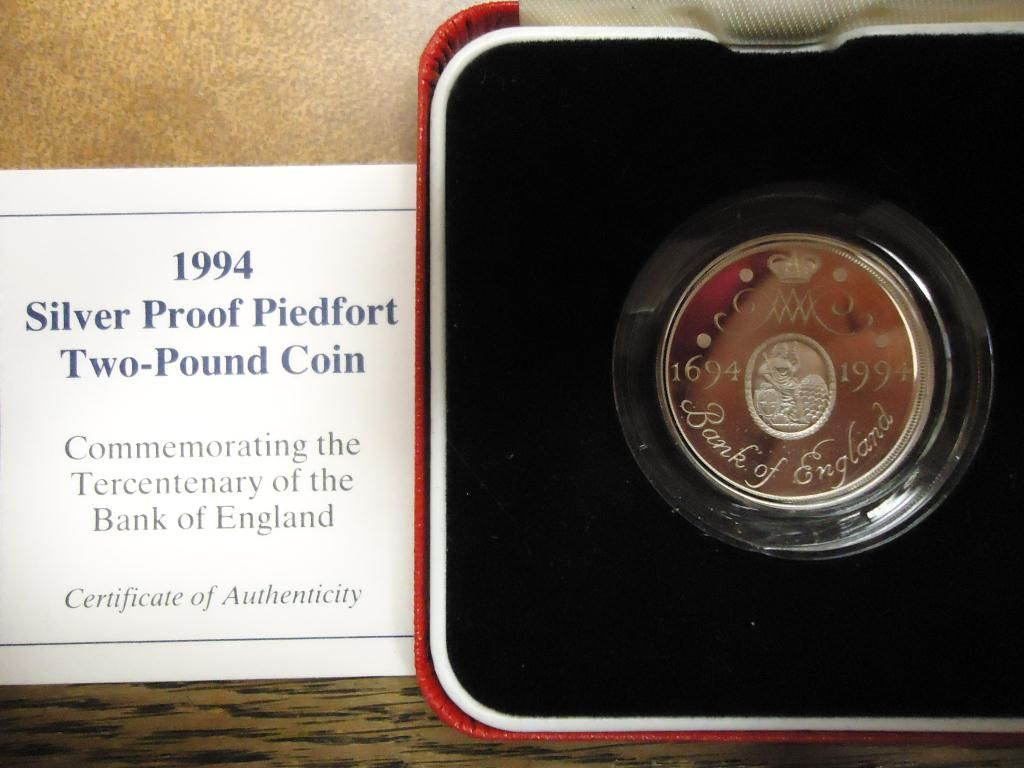 1994
Silver Proof Piedfort
Two-Pound Coin
Commemorating the
Tercentenary of the
Bank of England
Certificate of Authenticity
1694 1994
Bank of England